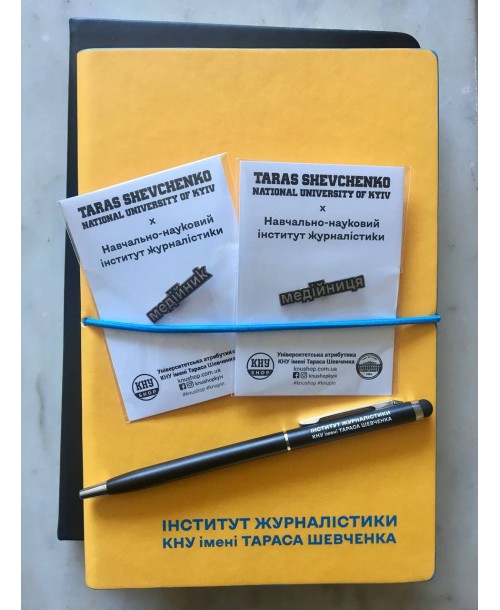 TARAS SHEVCHENKO
NATIONAL UNIVERSITY OF KYIV
x
Навчально-науковий
інститут журналістики
медійник
Університетська атрибутика
КНУ імені Тараса Шевченка
knushop.com.ua
knushopkyiv
#knushop #knupin
КНУ
SHOP
TARAS SHEVCHENKO
NATIONAL UNIVERSITY OF KYIV
x
Навчально-науковий
інститут журналістики
медійниця
Університетська атрибутика
КНУ імені Тараса Шевченка
knushop.com.ua
knushopkyiv
#knushop #knupin
КНУ
SHOP
ІНСТИТУТ ЖУРНАЛІСТИКИ
КНУ імені ТАРАСА ШЕВЧЕНКА
ІНСТИТУТ ЖУРНАЛІСТИКИ
КНУ імені ТАРАСА ШЕВЧЕНКА